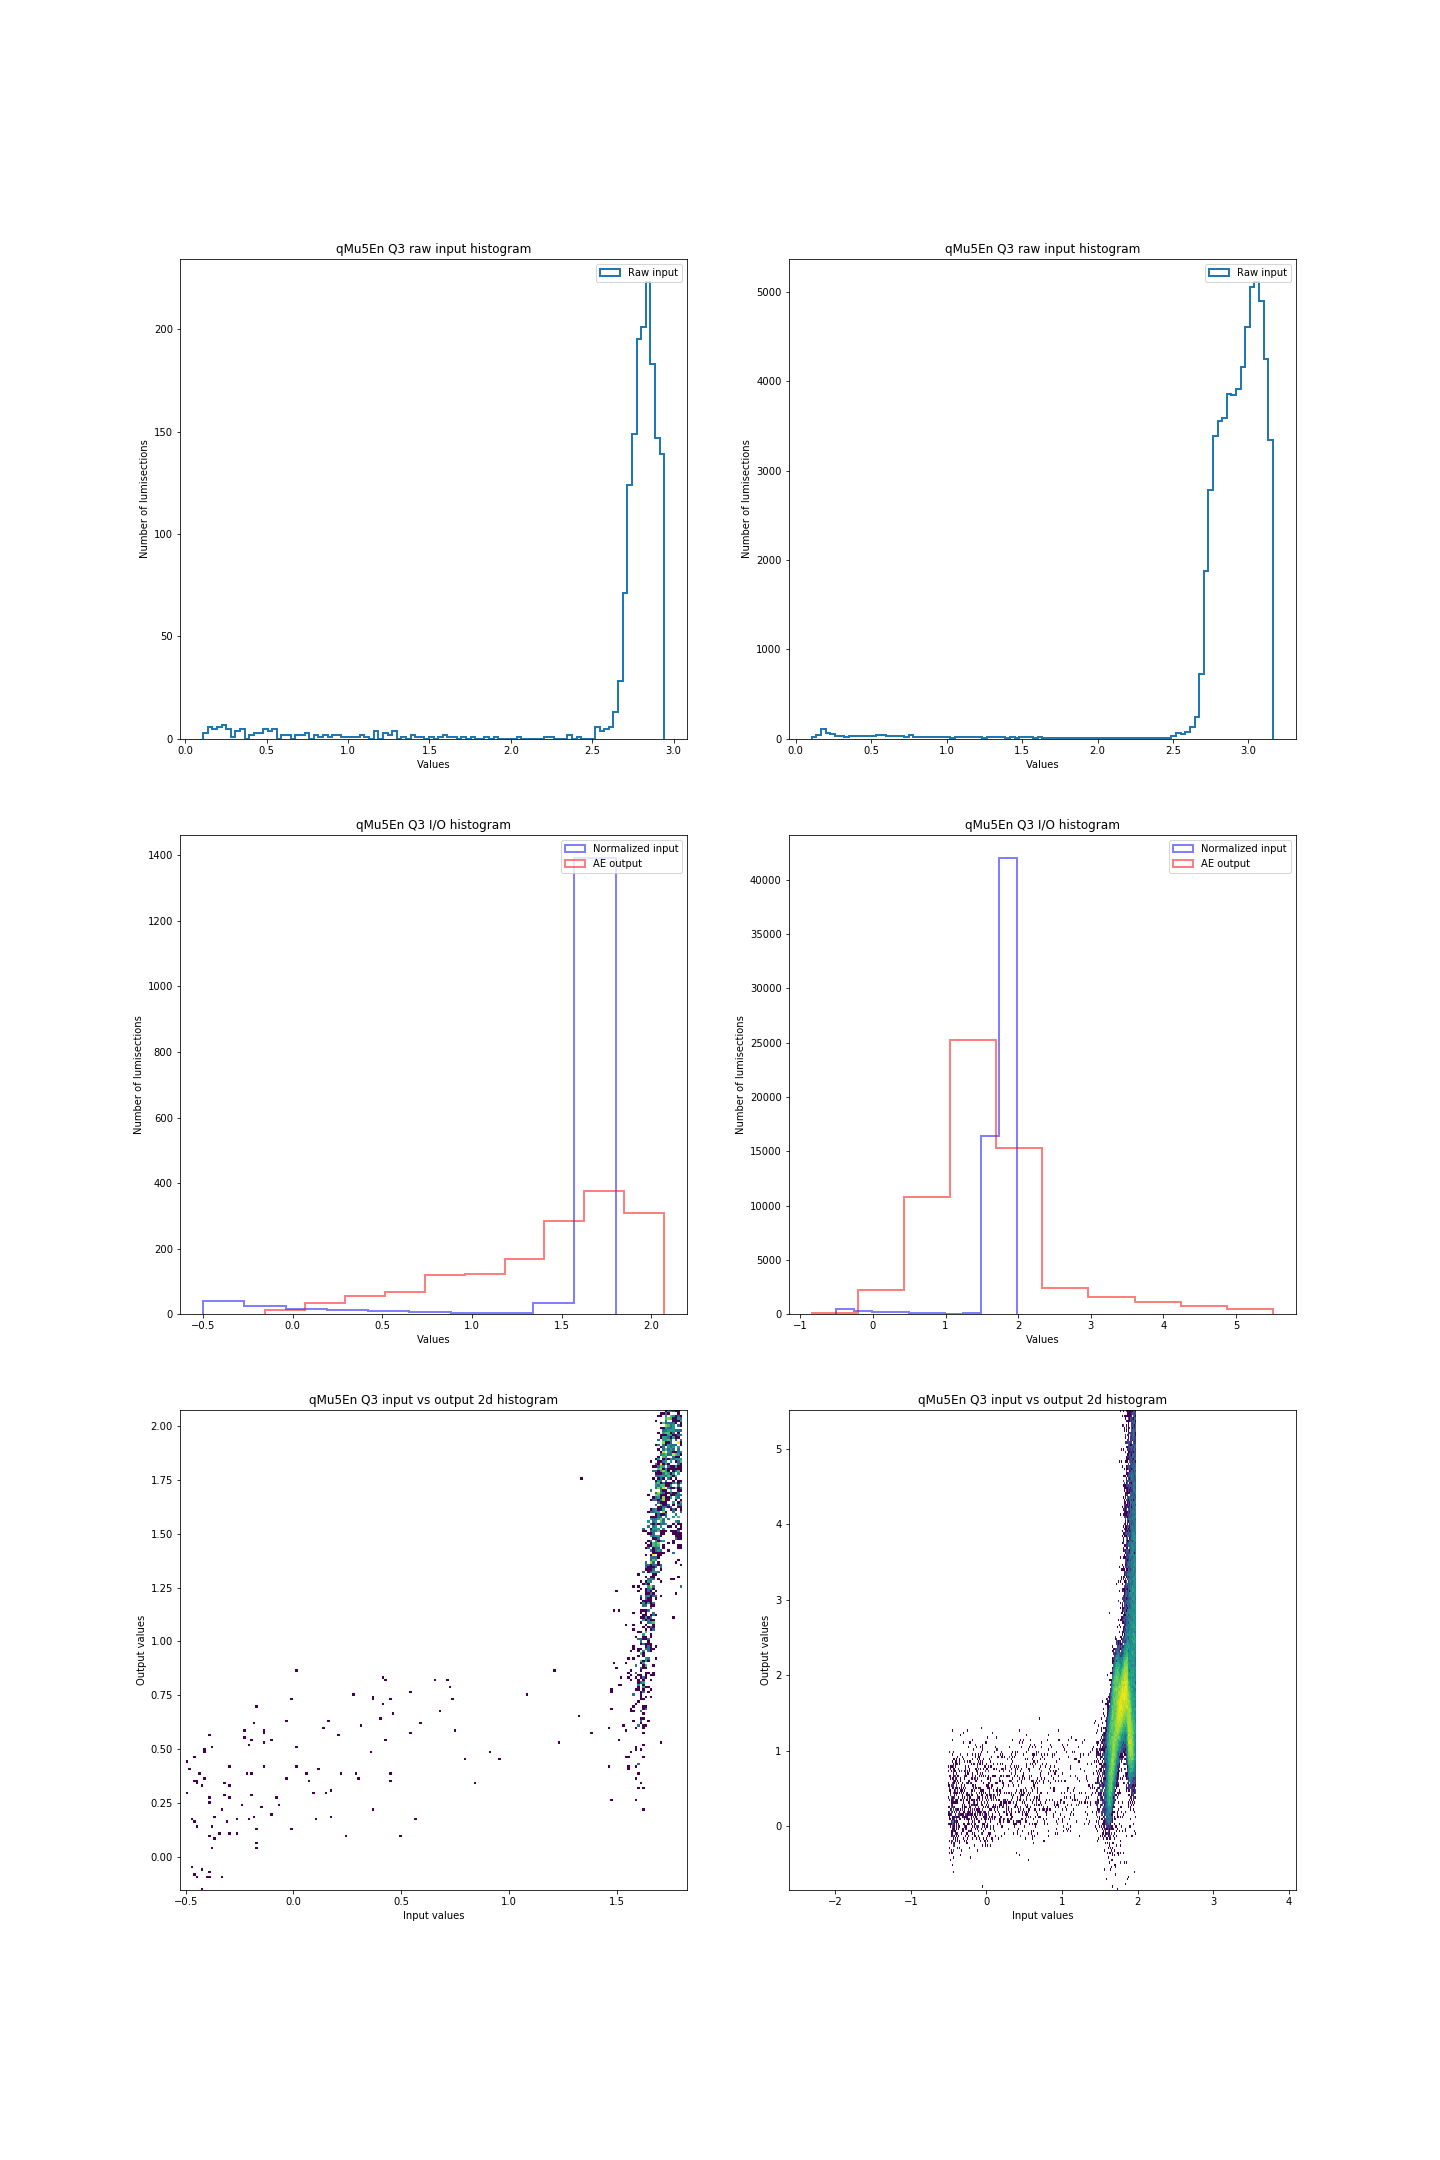 qMu5En Q3 raw input histogram
Raw input
200
150
100
50
0
Number of lumisections
0.0 0.5 1.0 1.5 2.0 2.5 3.0
Values
qMu5En Q3 raw input histogram
Raw input
5000
4000
3000
2000
1000
0
Number of lumisections
0.0 0.5 1.0 1.5 2.0 2.5 3.0
Values
qMu5En Q3 I/O histogram
Normalized input
AE output
1400
1200
1000
800
600
400
200
0
Number of lumisections
−0.5 0.0 0.5 1.0 1.5 2.0
Values
qMu5En Q3 I/O histogram
Normalized input
AE output
40000
35000
30000
25000
20000
15000
10000
5000
0
Number of lumisections
−1 0 1 2 3 4 5
Values
qMu5En Q3 input vs output 2d histogram
2.00
1.75
1.50
1.25
1.00
0.75
0.50
0.25
0.00
Output values
−0.5 0.0 0.5 1.0 1.5
Input values
qMu5En Q3 input vs output 2d histogram
5
4
3
2
1
0
Output values
−2 −1 0 1 2 3 4
Input values